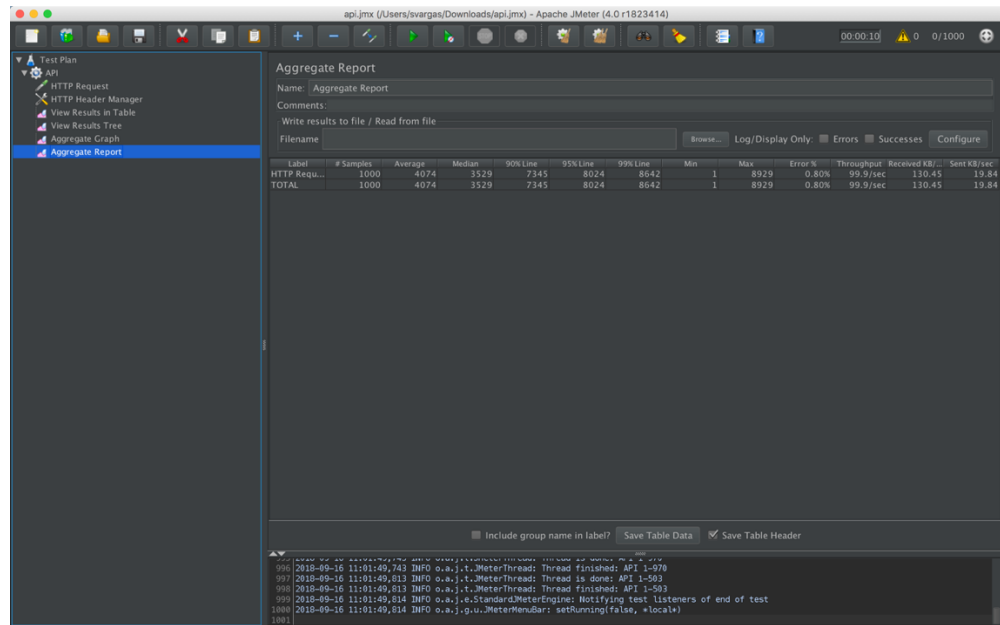 api.jmx (/Users/svargas/Downloads/api.jmx) - Apache JMeter (4.0 r1823414)
00:00:10 0 0/1000
Test Plan
API
HTTP Request
HTTP Header Manager
View Results in Table
View Results Tree
Aggregate Graph
Aggregate Report
Aggregate Report
Name: Aggregate Report
Comments:
Write results to file / Read from file
Filename Browse... Log/Display Only: Errors Successes Configure
Label # Samples Average Median 90% Line 95% Line 99% Line Min Max Error % Throughput Received KB/... Sent KB/sec
HTTP Requ... 1000 4074 3529 7345 8024 8642 1 8929 0.80% 99.9/sec 130.45 19.84
TOTAL 1000 4074 3529 7345 8024 8642 1 8929 0.80% 99.9/sec 130.45 19.84
Include group name in label? Save Table Data Save Table Header
996 2018-09-16 11:01:49,743 INFO o.a.j.t.JMeterThread: Thread finished: API 1-970
997 2018-09-16 11:01:49,813 INFO o.a.j.t.JMeterThread: Thread is done: API 1-503
998 2018-09-16 11:01:49,814 INFO o.a.j.t.JMeterThread: Thread finished: API 1-503
999 2018-09-16 11:01:49,814 INFO o.a.j.e.StandardJMeterEngine: Notifying test listeners of end of test
1000 2018-09-16 11:01:49,814 INFO o.a.j.g.u.JMeterMenuBar: setRunning(false, *local*)
1001